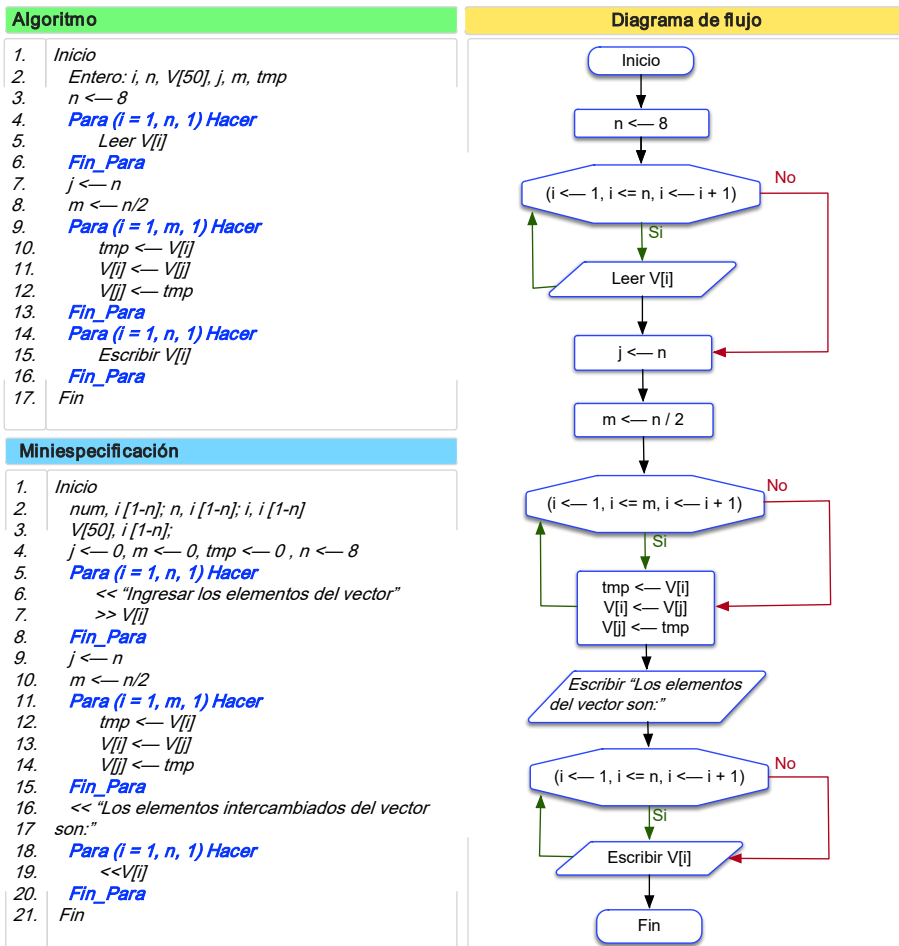 Algoritmo
1. Inicio
2. Entero: i, n, V[50], j, m, tmp
3. n <— 8
4. Para (i = 1, n, 1) Hacer
5. Leer V[i]
6. Fin_Para
7. j <— n
8. m <— n/2
9. Para (i = 1, m, 1) Hacer
10. tmp <— V[i]
11. V[i] <— V[j]
12. V[j] <— tmp
13. Fin_Para
14. Para (i = 1, n, 1) Hacer
15. Escribir V[i]
16. Fin_Para
17. Fin
Miniespecificación
1. Inicio
2. num, i [1-n]; n, i [1-n]; i, i [1-n]
3. V[50], i [1-n];
4. j <— 0, m <— 0, tmp <— 0 , n <— 8
5. Para (i = 1, n, 1) Hacer
6. << “Ingresar los elementos del vector”
7. >> V[i]
8. Fin_Para
9. j <— n
10. m <— n/2
11. Para (i = 1, m, 1) Hacer
12. tmp <— V[i]
13. V[i] <— V[j]
14. V[j] <— tmp
15. Fin_Para
16. << “Los elementos intercambiados del vector
17 son:”
18. Para (i = 1, n, 1) Hacer
19. <<V[i]
20. Fin_Para
21. Fin
Diagrama de flujo
Inicio
n <— 8
(i <— 1, i <= n, i <— i + 1)
No
Si
Leer V[i]
j <— n
m <— n / 2
(i <— 1, i <= m, i <— i + 1)
No
Si
tmp <— V[i]
V[i] <— V[j]
V[j] <— tmp
Escribir “Los elementos
del vector son:”
(i <— 1, i <= n, i <— i + 1)
No
Si
Escribir V[i]
Fin